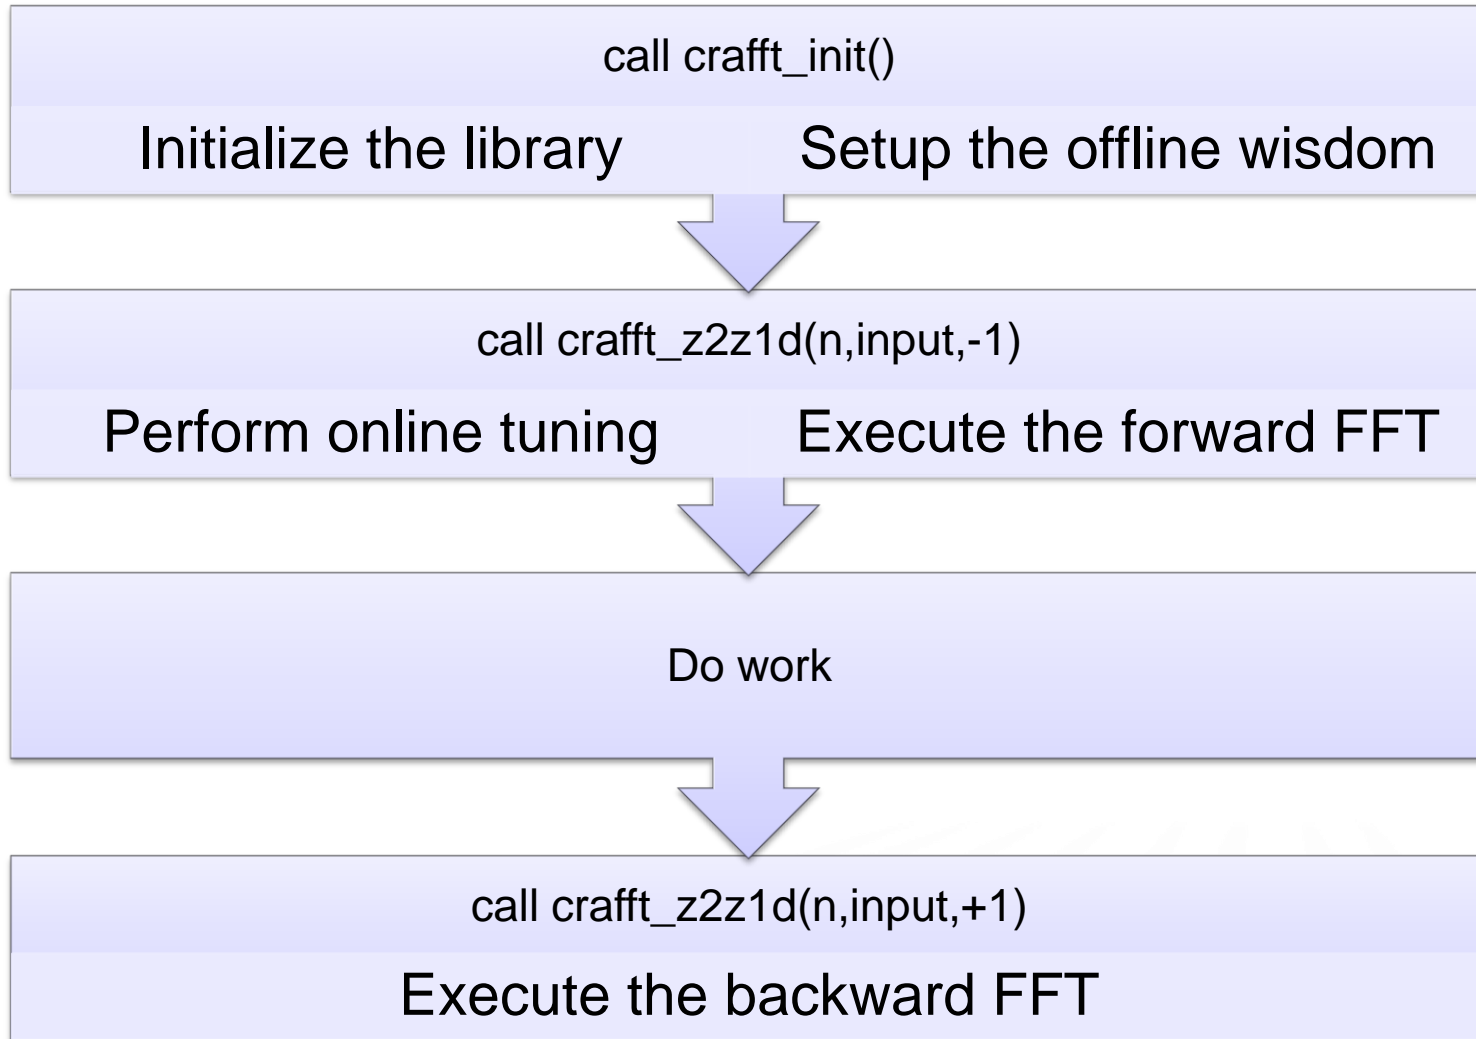 call crafft_init()
Initialize the library Setup the offline wisdom
call crafft_z2z1d(n,input,-1)
Perform online tuning Execute the forward FFT
Do work
call crafft_z2z1d(n,input,+1)
Execute the backward FFT